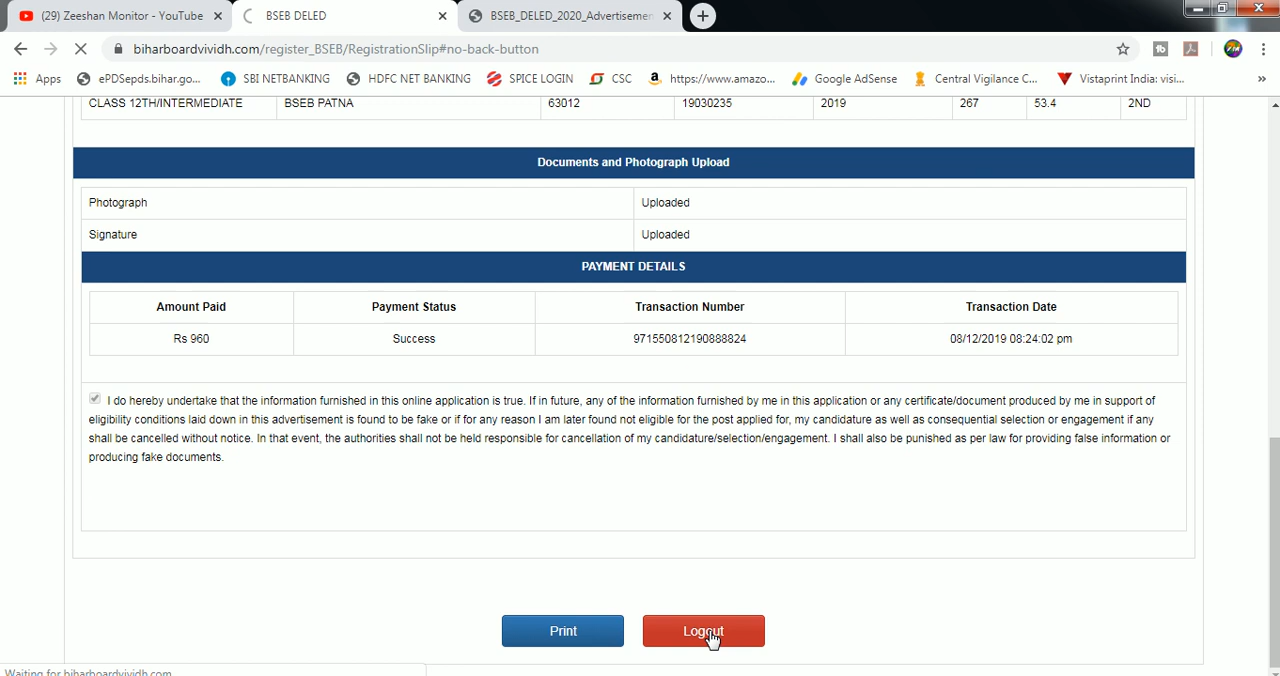 (29) Zeeshan Monitor - YouTube
BSEB DELED
BSEB_DELED_2020_Advertisemen
biharboardvividh.com/register_BSEB/RegistrationSlip#no-back-button
Apps ePDSepds.bihar.go... SBI NETBANKING HDFC NET BANKING SPICE LOGIN CSC https://www.amazo... Google AdSense Central Vigilance C... Vistaprint India: visi... »
CLASS 12TH/INTERMEDIATE BSEB PATNA 63012 19030235 2019 267 53.4 2ND
Documents and Photograph Upload
Photograph Uploaded
Signature Uploaded
PAYMENT DETAILS
Amount Paid Payment Status Transaction Number Transaction Date
Rs 960 Success 971550812190888824 08/12/2019 08:24:02 pm
I do hereby undertake that the information furnished in this online application is true. If in future, any of the information furnished by me in this application or any certificate/document produced by me in support of
eligibility conditions laid down in this advertisement is found to be fake or if for any reason I am later found not eligible for the post applied for, my candidature as well as consequential selection or engagement if any
shall be cancelled without notice. In that event, the authorities shall not be held responsible for cancellation of my candidature/selection/engagement. I shall also be punished as per law for providing false information or
producing fake documents.
Print Logout
Waiting for biharboardvividh.com